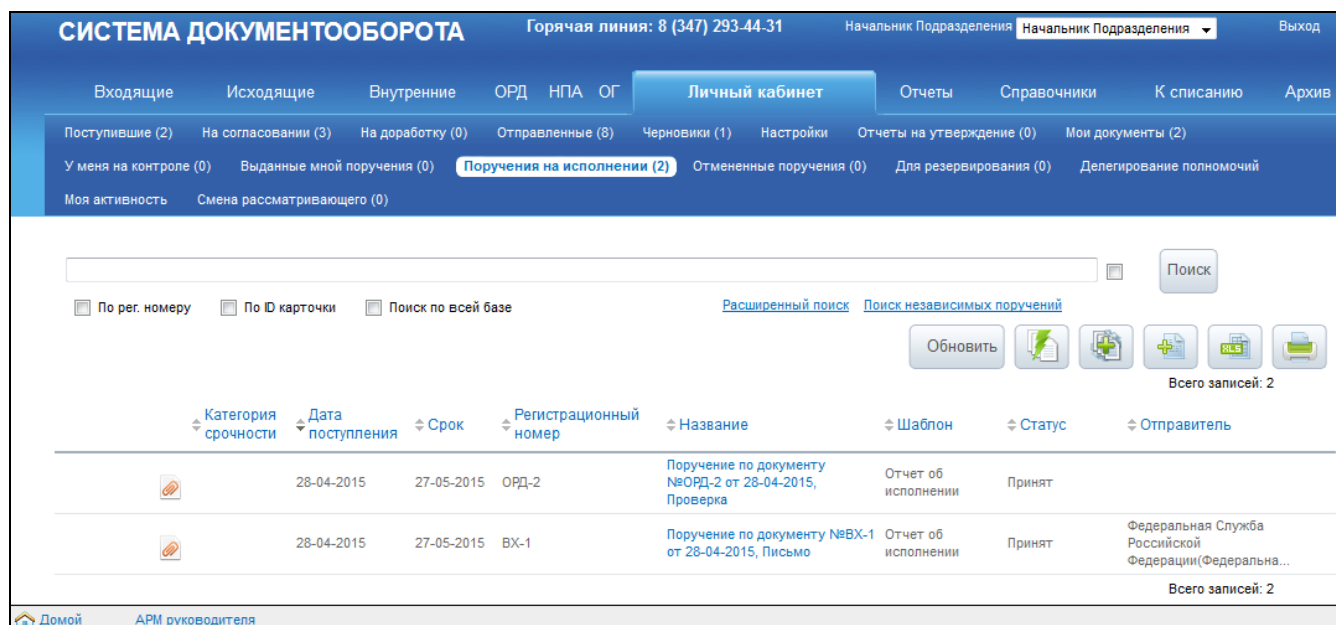 СИСТЕМА ДОКУМЕНТООБОРОТА Горячая линия: 8 (347) 293-44-31 Начальник Подразделения Начальник Подразделения Выход
Входящие Исходящие Внутренние ОРД НПА ОГ Личный кабинет Отчеты Справочники К списанию Архив
Поступившие (2) На согласовании (3) На доработку (0) Отправленные (8) Черновики (1) Настройки Отчеты на утверждение (0) Мои документы (2)
У меня на контроле (0) Выданные мной поручения (0) Поручения на исполнении (2) Отмененные поручения (0) Для резервирования (0) Делегирование полномочий
Моя активность Смена рассматривающего (0)
Поиск
По рег. номеру По ID карточки Поиск по всей базе Расширенный поиск Поиск независимых поручений
Обновить XLS
Всего записей: 2
Категория срочности Дата поступления Срок Регистрационный номер Название Шаблон Статус Отправитель
28-04-2015 27-05-2015 ОРД-2 Поручение по документу №ОРД-2 от 28-04-2015, Проверка Отчет об исполнении Принят
28-04-2015 27-05-2015 ВХ-1 Поручение по документу №ВХ-1 от 28-04-2015, Письмо Отчет об исполнении Принят Федеральная Служба Российской Федерации(Федеральна...
Всего записей: 2
Домой АРМ руководителя